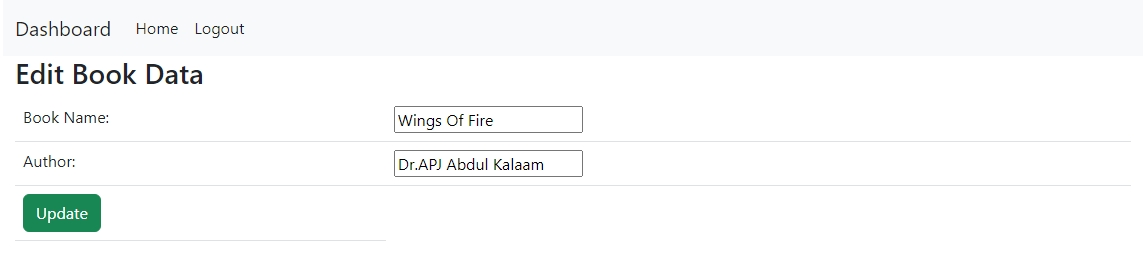 Dashboard Home Logout
Edit Book Data
Book Name: Wings Of Fire
Author: Dr.APJ Abdul Kalaam
Update